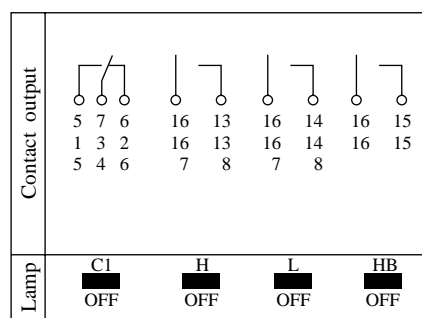 Contact output
5 7 6 16 13 16 14 16 15
1 3 2 16 13 16 14 16 15
5 4 6 7 8 7 8
Lamp
C1 H L HB
OFF OFF OFF OFF